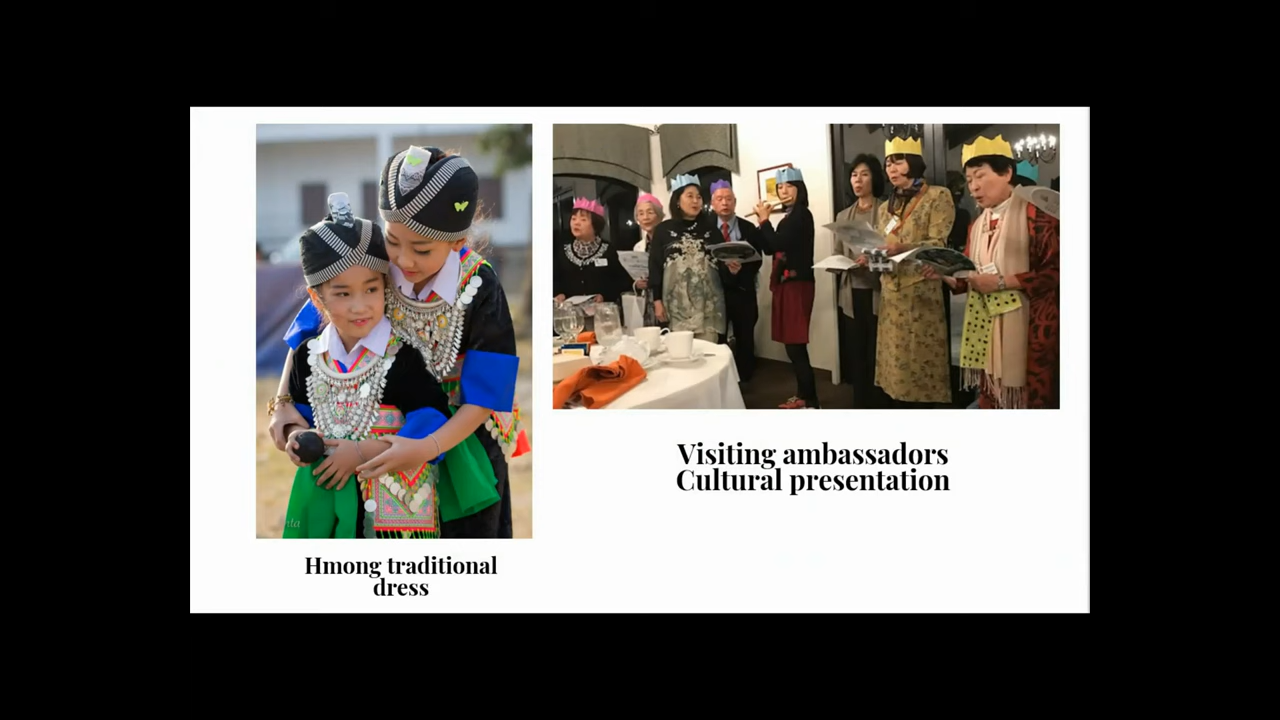 Hmong traditional
dress
Visiting ambassadors
Cultural presentation